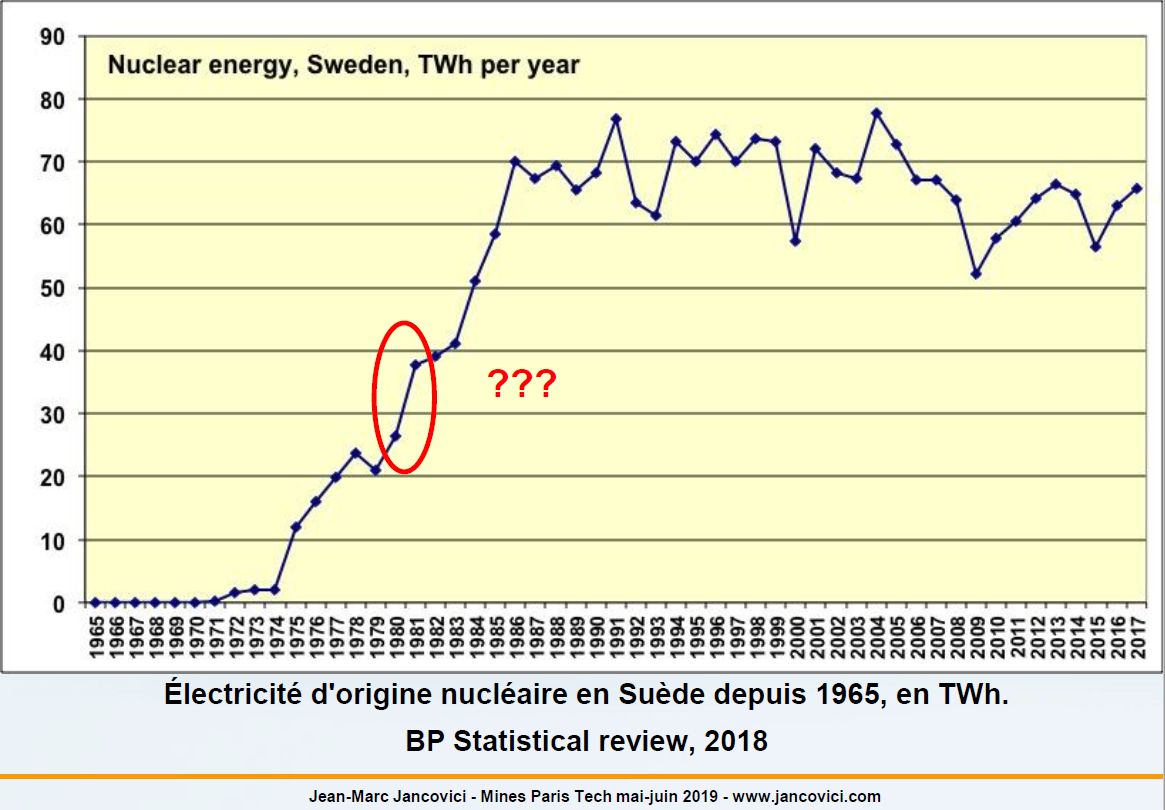 Nuclear energy, Sweden, TWh per year
90
80
70
60
50
40
30
20
10
0
???
1965 1966 1967 1968 1969 1970 1971 1972 1973 1974 1975 1976 1977 1978 1979 1980 1981 1982 1983 1984 1985 1986 1987 1988 1989 1990 1991 1992 1993 1994 1995 1996 1997 1998 1999 2000 2001 2002 2003 2004 2005 2006 2007 2008 2009 2010 2011 2012 2013 2014 2015 2016 2017
Électricité d'origine nucléaire en Suède depuis 1965, en TWh.
BP Statistical review, 2018
Jean-Marc Jancovici - Mines Paris Tech mai-juin 2019 - www.jancovici.com